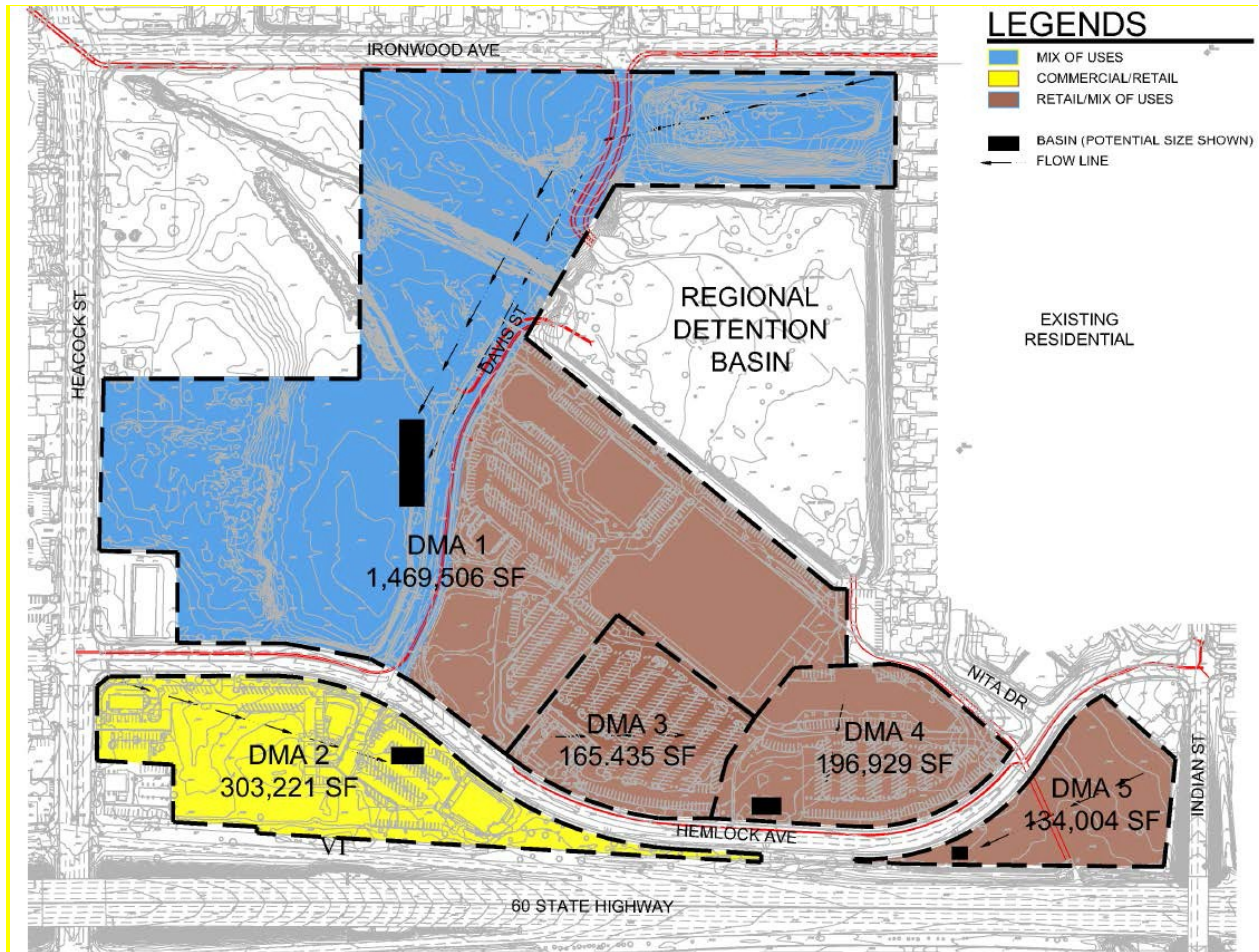 LEGENDS
MIX OF USES
COMMERCIAL/RETAIL
RETAIL/MIX OF USES
BASIN (POTENTIAL SIZE SHOWN)
FLOW LINE
IRONWOOD AVE
HEACOCK ST
DAVIS ST
REGIONAL
DETENTION
BASIN
EXISTING
RESIDENTIAL
DMA 1
1,469,506 SF
DMA 2
303,221 SF
DMA 3
165.435 SF
DMA 4
196,929 SF
DMA 5
134,004 SF
NITA DR
INDIAN ST
HEMLOCK AVE
VI
60 STATE HIGHWAY